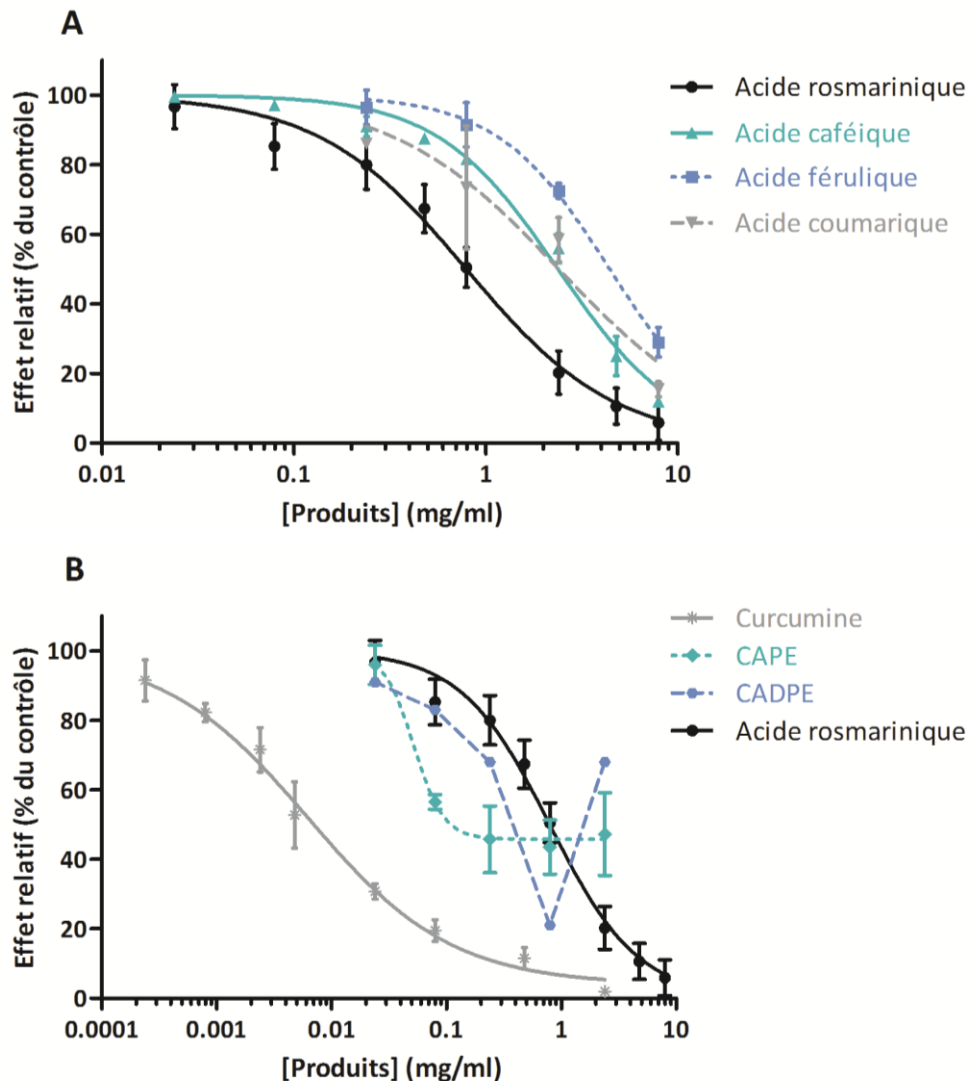 A
Effet relatif (% du contrôle)
100
80
60
40
20
0
0.01
0.1
1
10
[Produits] (mg/ml)
Acide rosmarinique
Acide caféique
Acide férulique
Acide coumarique
B
Effet relatif (% du contrôle)
100
80
60
40
20
0
0.0001
0.001
0.01
0.1
1
10
[Produits] (mg/ml)
Curcumine
CAPE
CADPE
Acide rosmarinique